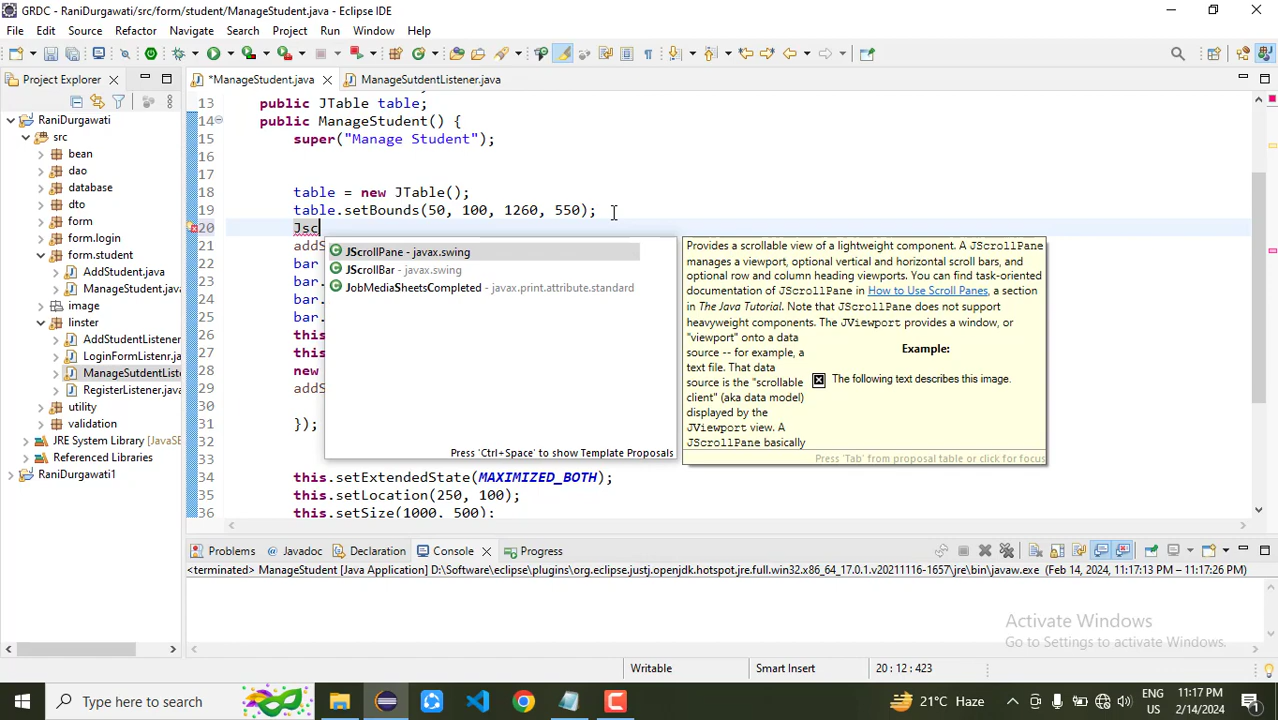 GRDC - RaniDurgawati/src/form/student/ManageStudent.java - Eclipse IDE
File Edit Source Refactor Navigate Search Project Run Window Help
Project Explorer
*ManageStudent.java
ManageSutdentListener.java
RaniDurgawati
src
bean
dao
database
dto
form
form.login
form.student
AddStudent.java
ManageStudent.java
image
linster
AddStudentListener
LoginFormListenr.ja
ManageSutdentListe
RegisterListener.java
utility
validation
JRE System Library [JavaSE
Referenced Libraries
RaniDurgawati1
13 public JTable table;
14 public ManageStudent() {
15 super("Manage Student");
16
17
18 table = new JTable();
19 table.setBounds(50, 100, 1260, 550);
20 Jsc
21 addS
22 bar
23 bar.
24 bar.
25 bar.
26 this
27 this
28 new
29 addS
30
31 });
32
33
34 this.setExtendedState(MAXIMIZED_BOTH);
35 this.setLocation(250, 100);
36 this.setSize(1000, 500);
JScrollPane - javax.swing
JScrollBar - javax.swing
JobMediaSheetsCompleted - javax.print.attribute.standard
Press 'Ctrl+Space' to show Template Proposals
Provides a scrollable view of a lightweight component. A JScrollPane
manages a viewport, optional vertical and horizontal scroll bars, and
optional row and column heading viewports. You can find task-oriented
documentation of JScrollPane in How to Use Scroll Panes, a section
in The Java Tutorial. Note that JScrollPane does not support
heavyweight components. The JViewport provides a window, or
"viewport" onto a data
source -- for example, a
text file. That data
source is the "scrollable
client" (aka data model)
displayed by the
JViewport view. A
JScrollPane basically
Example:
The following text describes this image.
Press 'Tab' from proposal table or click for focus
Problems Javadoc Declaration Console Progress
<terminated> ManageStudent [Java Application] D:\Software\eclipse\plugins\org.eclipse.justj.openjdk.hotspot.jre.full.win32.x86_64_17.0.1.v20211116-1657\jre\bin\javaw.exe (Feb 14, 2024, 11:17:13 PM – 11:17:26 PM)
Activate Windows
Go to Settings to activate Windows.
Writable
Smart Insert
20 : 12 : 423
Type here to search
21°C Haze
ENG
US
11:17 PM
2/14/2024
1